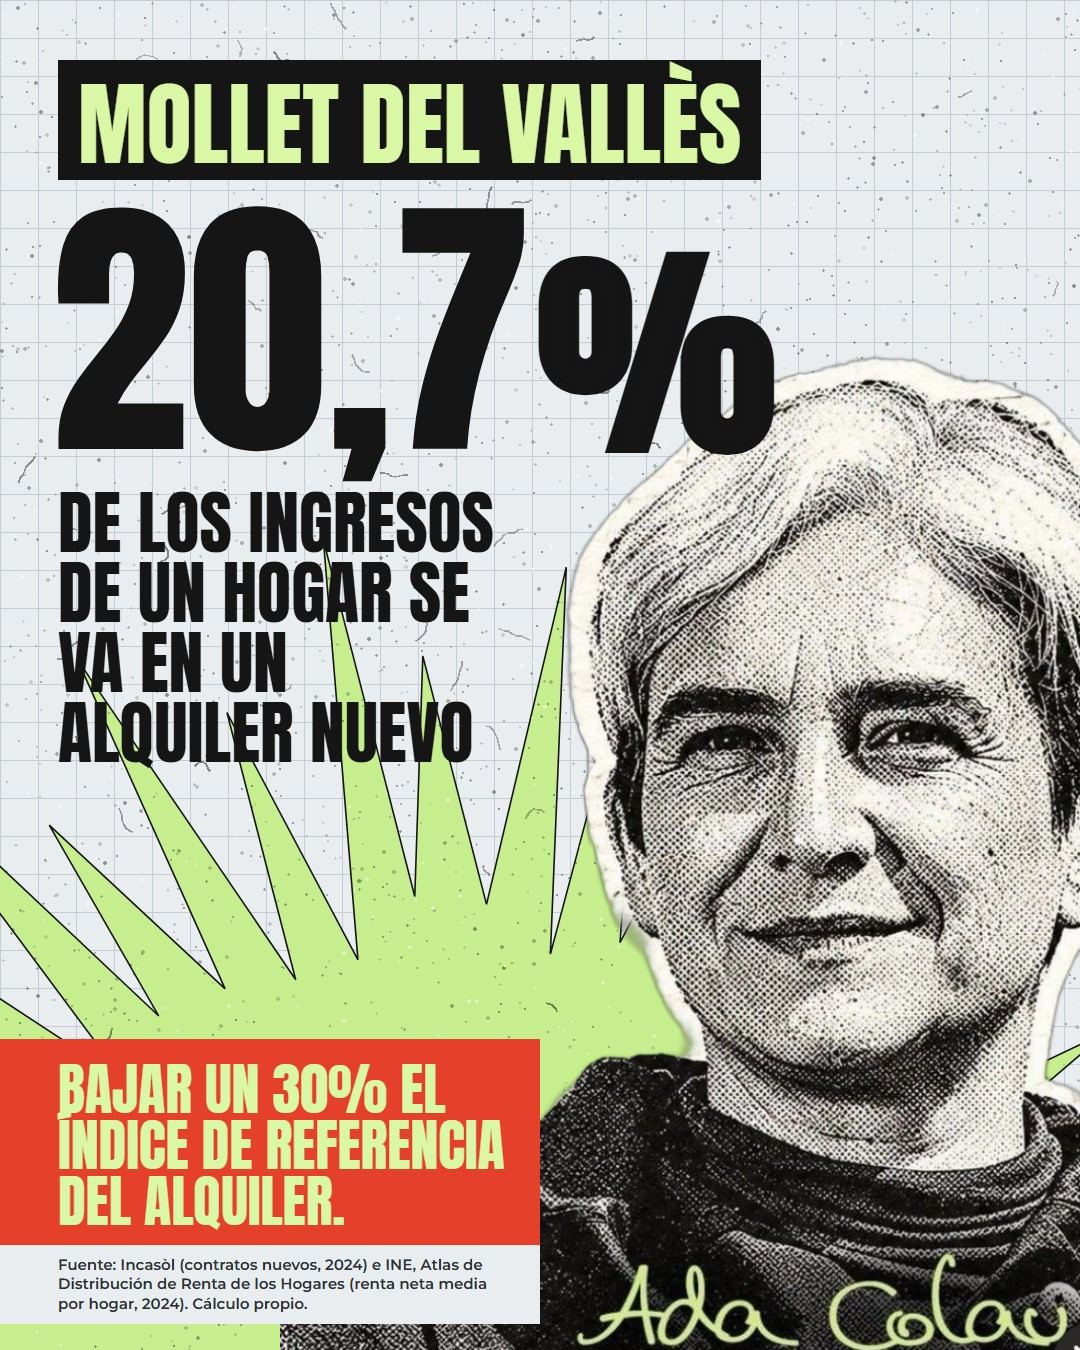 MOLLET DEL VALLÈS
20,7%
DE LOS INGRESOS
DE UN HOGAR SE
VA EN UN
ALQUILER NUEVO
BAJAR UN 30% EL
ÍNDICE DE REFERENCIA
DEL ALQUILER.
Fuente: Incasòl (contratos nuevos, 2024) e INE, Atlas de
Distribución de Renta de los Hogares (renta neta media
por hogar, 2024). Cálculo propio.
Ada Colau